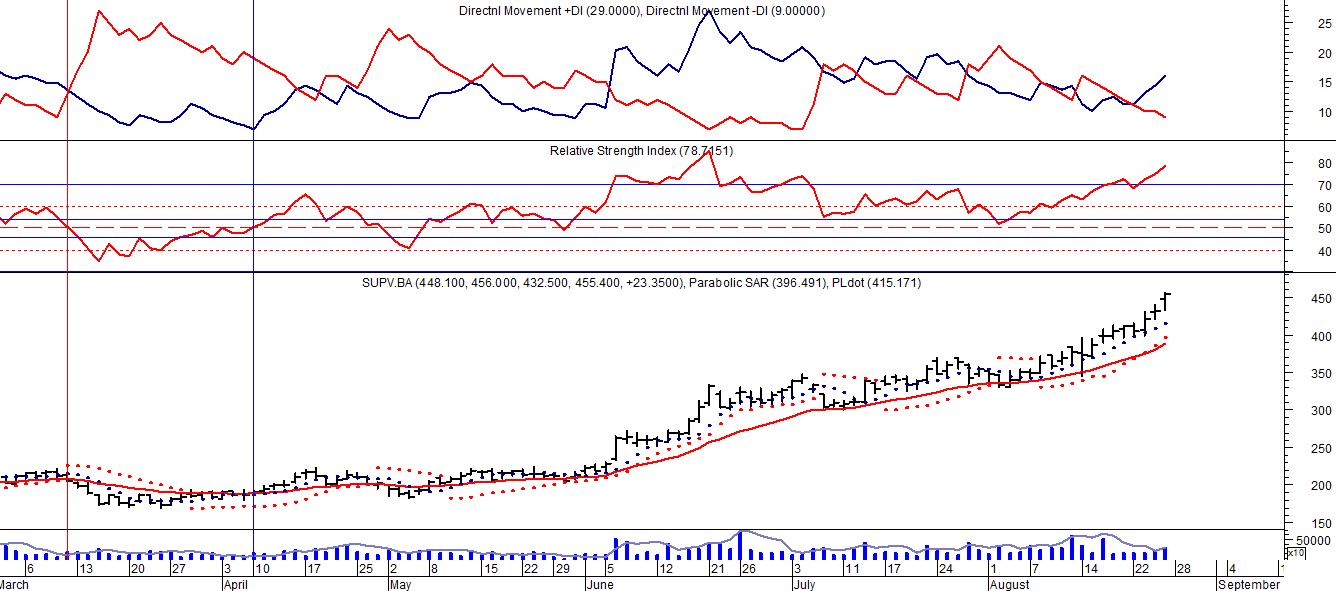 Directnl Movement +DI (29.0000), Directnl Movement -DI (9.00000)
25
20
15
10
Relative Strength Index (78.7151)
80
70
60
50
40
SUPV.BA (448.100, 456.000, 432.500, 455.400, +23.3500), Parabolic SAR (396.491), PLdot (415.171)
450
400
350
300
250
200
150
50000
x10
6 13 20 27 3 10 17 25 2 8 15 22 29 5 12 21 26 3 11 17 24 1 7 14 22 28 4
March April May June July August September